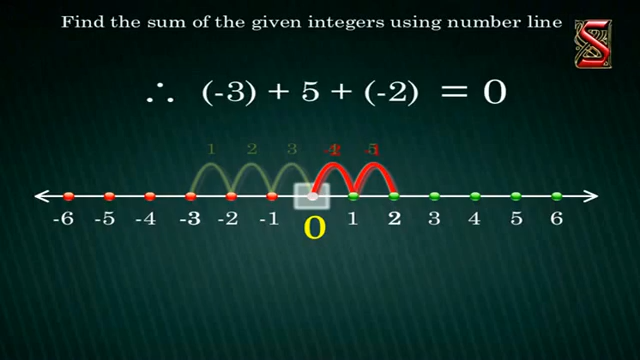 Find the sum of the given integers using number line
S
∴ (-3) + 5 + (-2) = 0
1 2 3
-6 -5 -4 -3 -2 -1 0 1 2 3 4 5 6